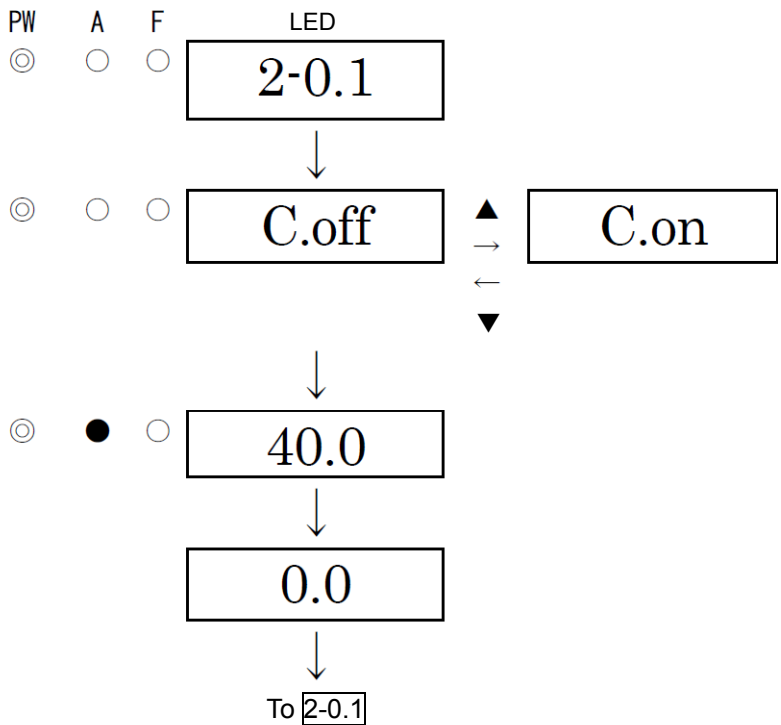 PW A F LED
2-0.1
C.off ▲ C.on
→
←
▼
40.0
0.0
To 2-0.1